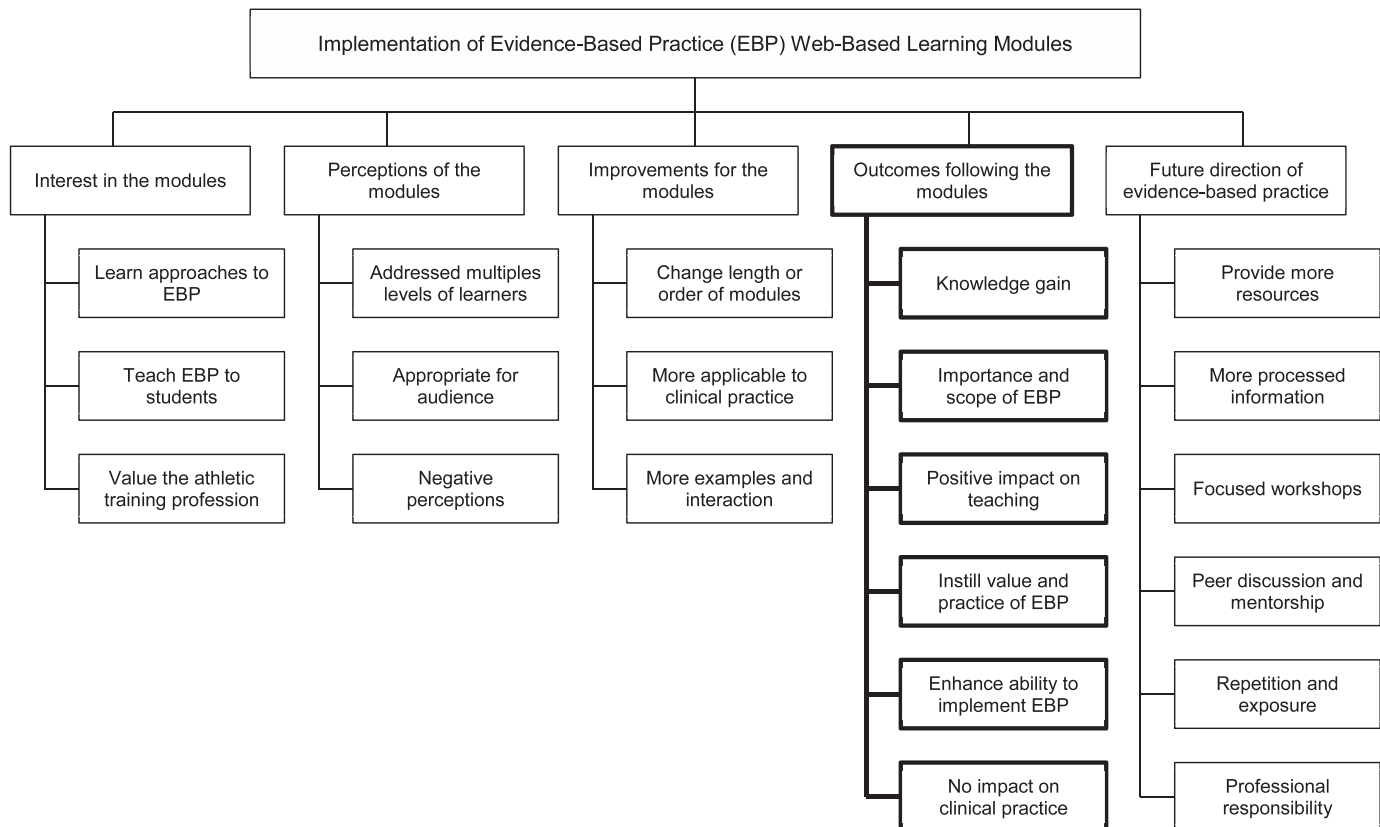 Implementation of Evidence-Based Practice (EBP) Web-Based Learning Modules
Interest in the modules
Learn approaches to
EBP
Teach EBP to
students
Value the athletic
training profession
Perceptions of the
modules
Addressed multiples
levels of learners
Appropriate for
audience
Negative
perceptions
Improvements for the
modules
Change length or
order of modules
More applicable to
clinical practice
More examples and
interaction
Outcomes following the
modules
Knowledge gain
Importance and
scope of EBP
Positive impact on
teaching
Instill value and
practice of EBP
Enhance ability to
implement EBP
No impact on
clinical practice
Future direction of
evidence-based practice
Provide more
resources
More processed
information
Focused workshops
Peer discussion and
mentorship
Repetition and
exposure
Professional
responsibility